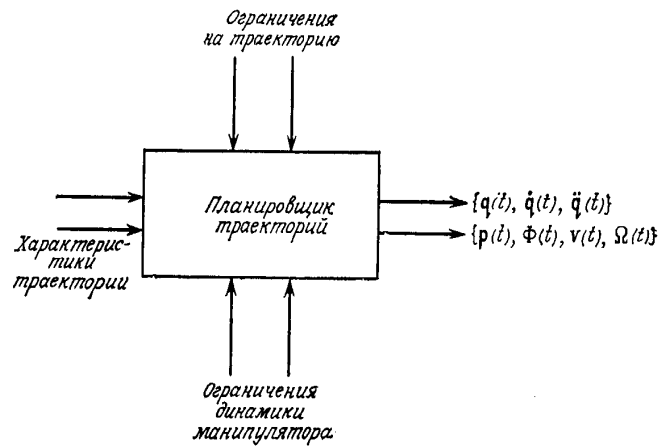 Ограничения
на траекторию
Планировщик
траекторий
{q(t), q̇(t), q̈(t)}
{p(t), Φ(t), v(t), Ω(t)}
Характерис-
тики
траектории
Ограничения
динамики
манипулятора